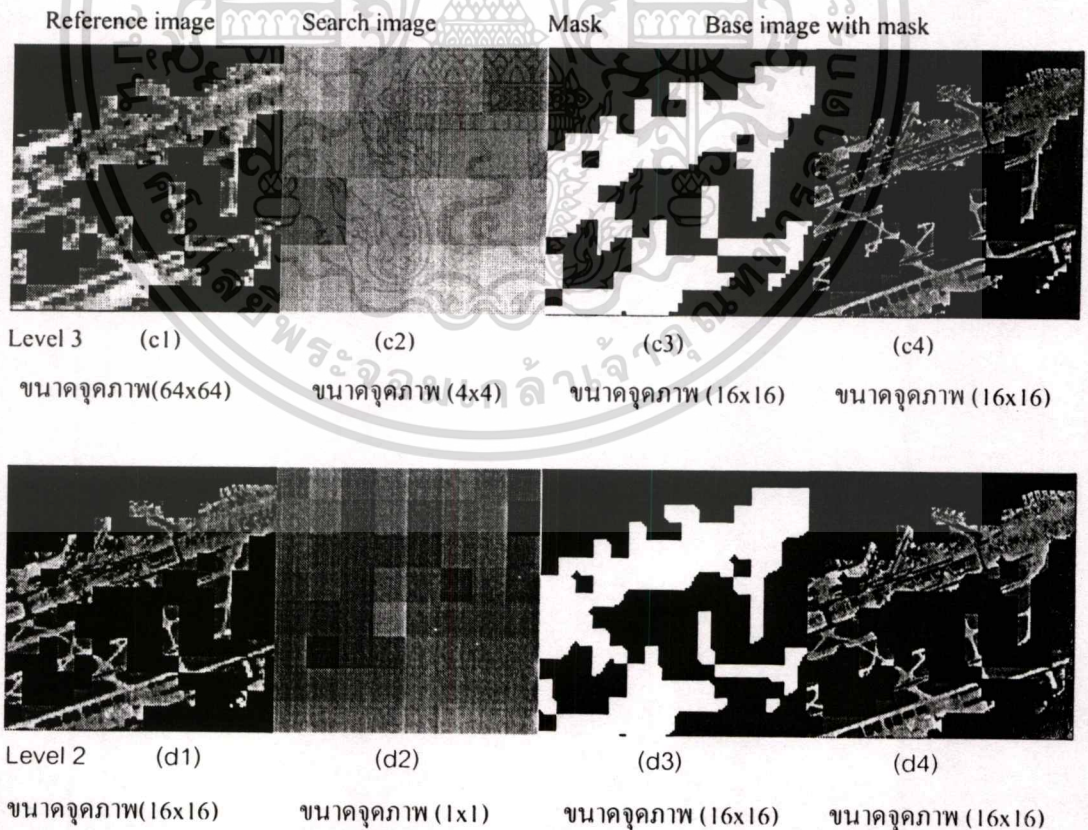 Reference image Search image Mask Base image with mask
Level 3 (c1) (c2) (c3) (c4)
ขนาดจุดภาพ(64x64) ขนาดจุดภาพ (4x4) ขนาดจุดภาพ (16x16) ขนาดจุดภาพ (16x16)
Level 2 (d1) (d2) (d3) (d4)
ขนาดจุดภาพ(16x16) ขนาดจุดภาพ (1x1) ขนาดจุดภาพ (16x16) ขนาดจุดภาพ (16x16)